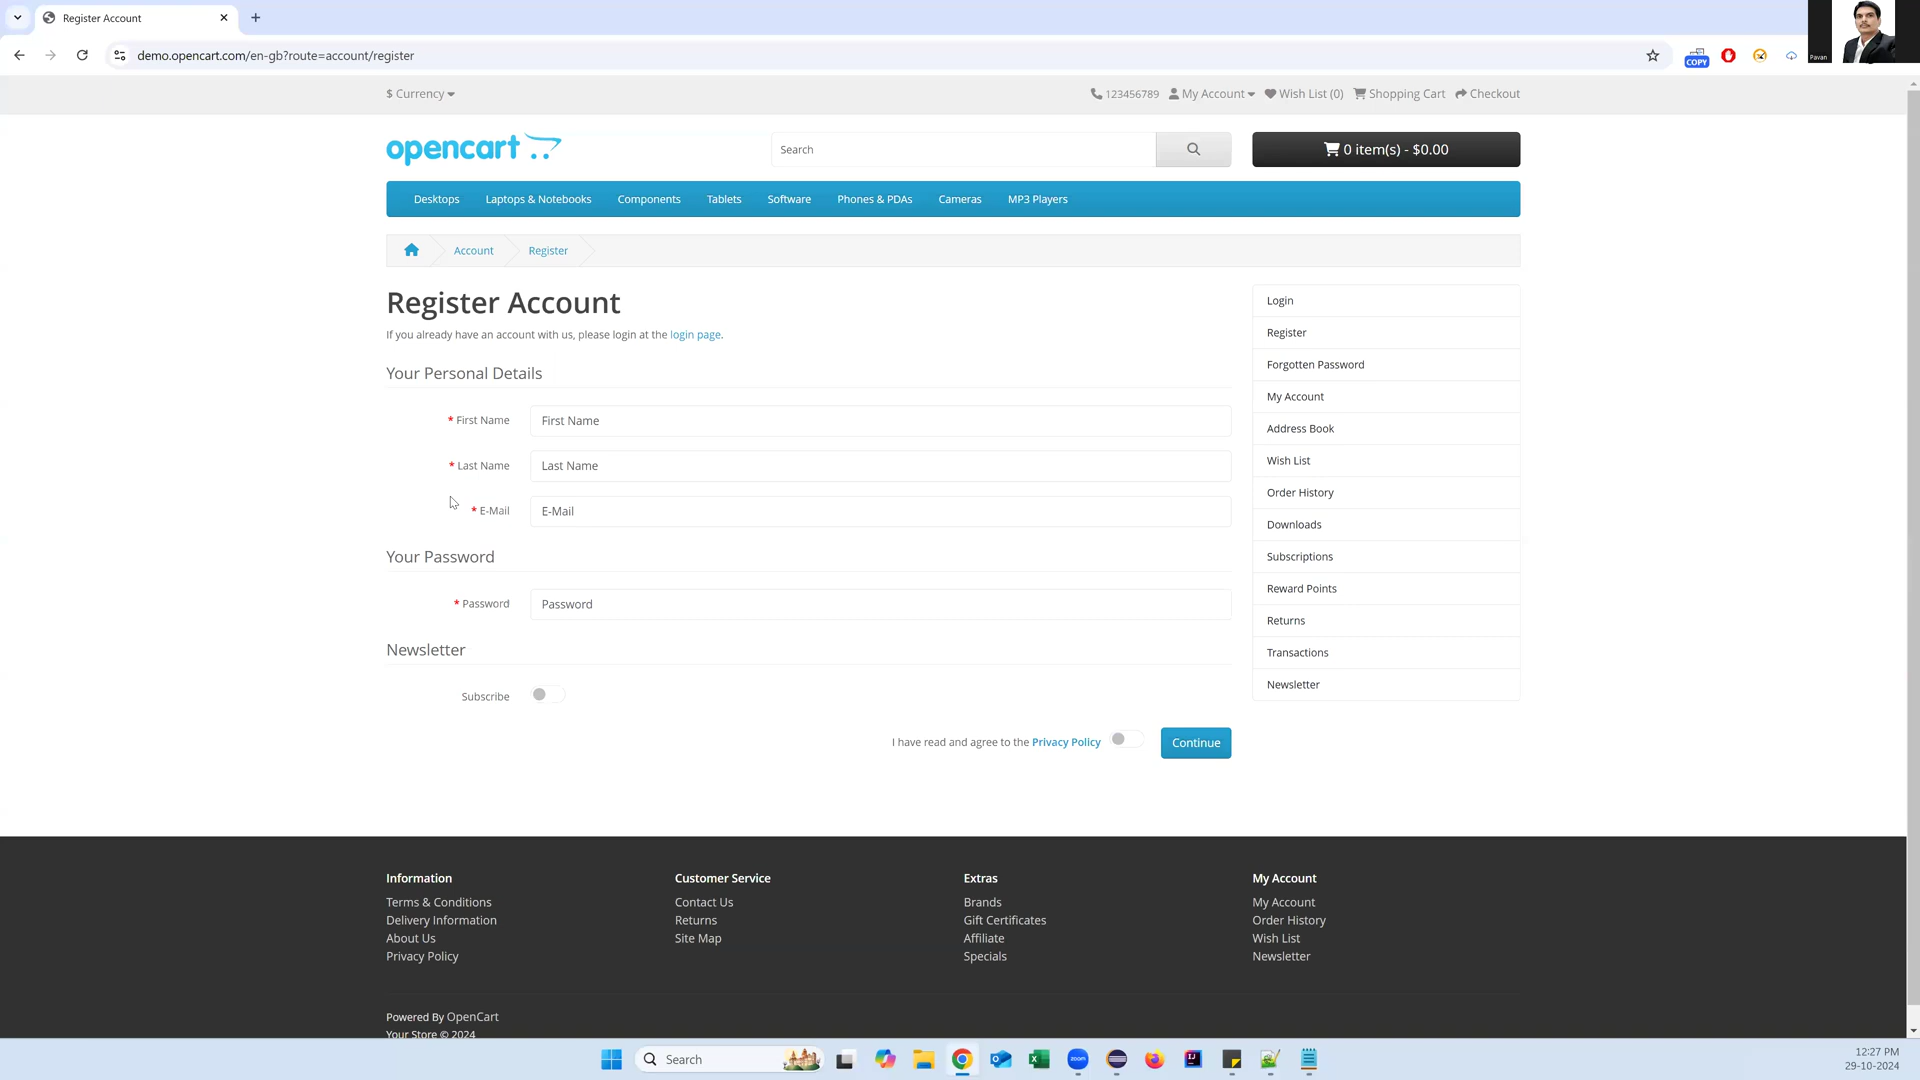 Register Account
demo.opencart.com/en-gb?route=account/register
COPY
Pavan
$ Currency
123456789 My Account Wish List (0) Shopping Cart Checkout
opencart
Search
0 item(s) - $0.00
Desktops Laptops & Notebooks Components Tablets Software Phones & PDAs Cameras MP3 Players
Account Register
Register Account
If you already have an account with us, please login at the login page.
Your Personal Details
* First Name First Name
* Last Name Last Name
* E-Mail E-Mail
Your Password
* Password Password
Newsletter
Subscribe
I have read and agree to the Privacy Policy Continue
Login
Register
Forgotten Password
My Account
Address Book
Wish List
Order History
Downloads
Subscriptions
Reward Points
Returns
Transactions
Newsletter
Information
Terms & Conditions
Delivery Information
About Us
Privacy Policy
Customer Service
Contact Us
Returns
Site Map
Extras
Brands
Gift Certificates
Affiliate
Specials
My Account
My Account
Order History
Wish List
Newsletter
Powered By OpenCart
Your Store © 2024
Search
zoom
12:27 PM
29-10-2024